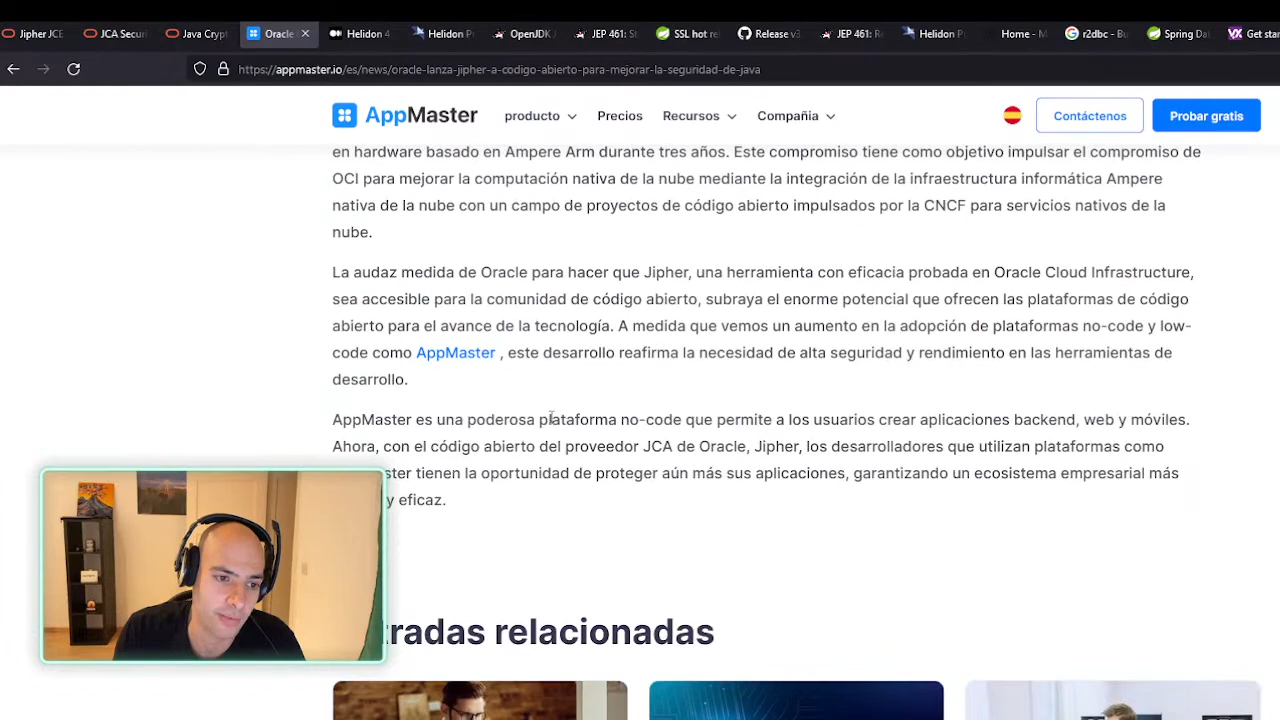 Jipher JCE
JCA Securi
Java Crypt
Oracle
Helidon 4
Helidon Po
OpenJDK
JEP 461: St
SSL hot re
Release v3
JEP 461: Re
Helidon Po
Home - M
r2dbc - Bu
Spring Dat
Get start
https://appmaster.io/es/news/oracle-lanza-jipher-a-codigo-abierto-para-mejorar-la-seguridad-de-java
AppMaster
producto
Precios
Recursos
Compañia
Contáctenos
Probar gratis
en hardware basado en Ampere Arm durante tres años. Este compromiso tiene como objetivo impulsar el compromiso de
OCI para mejorar la computación nativa de la nube mediante la integración de la infraestructura informática Ampere
nativa de la nube con un campo de proyectos de código abierto impulsados por la CNCF para servicios nativos de la
nube.
La audaz medida de Oracle para hacer que Jipher, una herramienta con eficacia probada en Oracle Cloud Infrastructure,
sea accesible para la comunidad de código abierto, subraya el enorme potencial que ofrecen las plataformas de código
abierto para el avance de la tecnología. A medida que vemos un aumento en la adopción de plataformas no-code y low-
code como AppMaster , este desarrollo reafirma la necesidad de alta seguridad y rendimiento en las herramientas de
desarrollo.
AppMaster es una poderosa plataforma no-code que permite a los usuarios crear aplicaciones backend, web y móviles.
Ahora, con el código abierto del proveedor JCA de Oracle, Jipher, los desarrolladores que utilizan plataformas como
ster tienen la oportunidad de proteger aún más sus aplicaciones, garantizando un ecosistema empresarial más
y eficaz.
tradas relacionadas